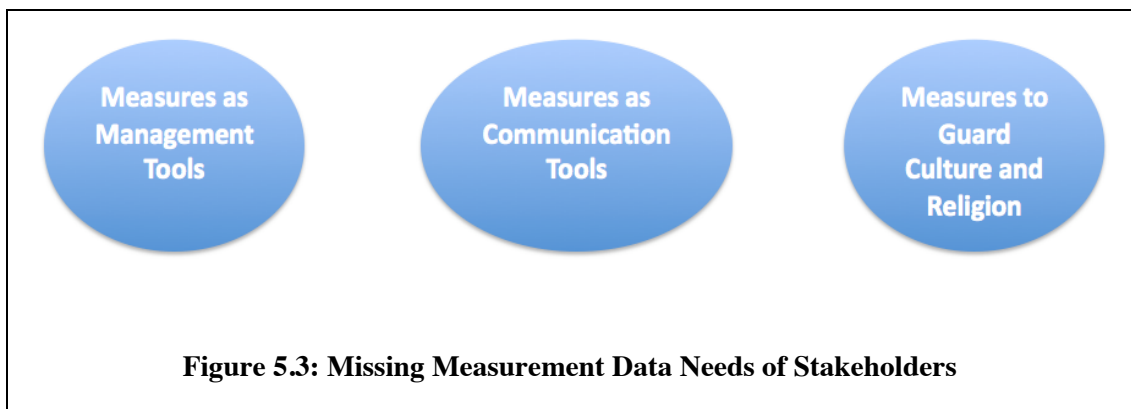 Measures as
Management
Tools
Measures as
Communication
Tools
Measures to
Guard
Culture and
Religion
Figure 5.3: Missing Measurement Data Needs of Stakeholders